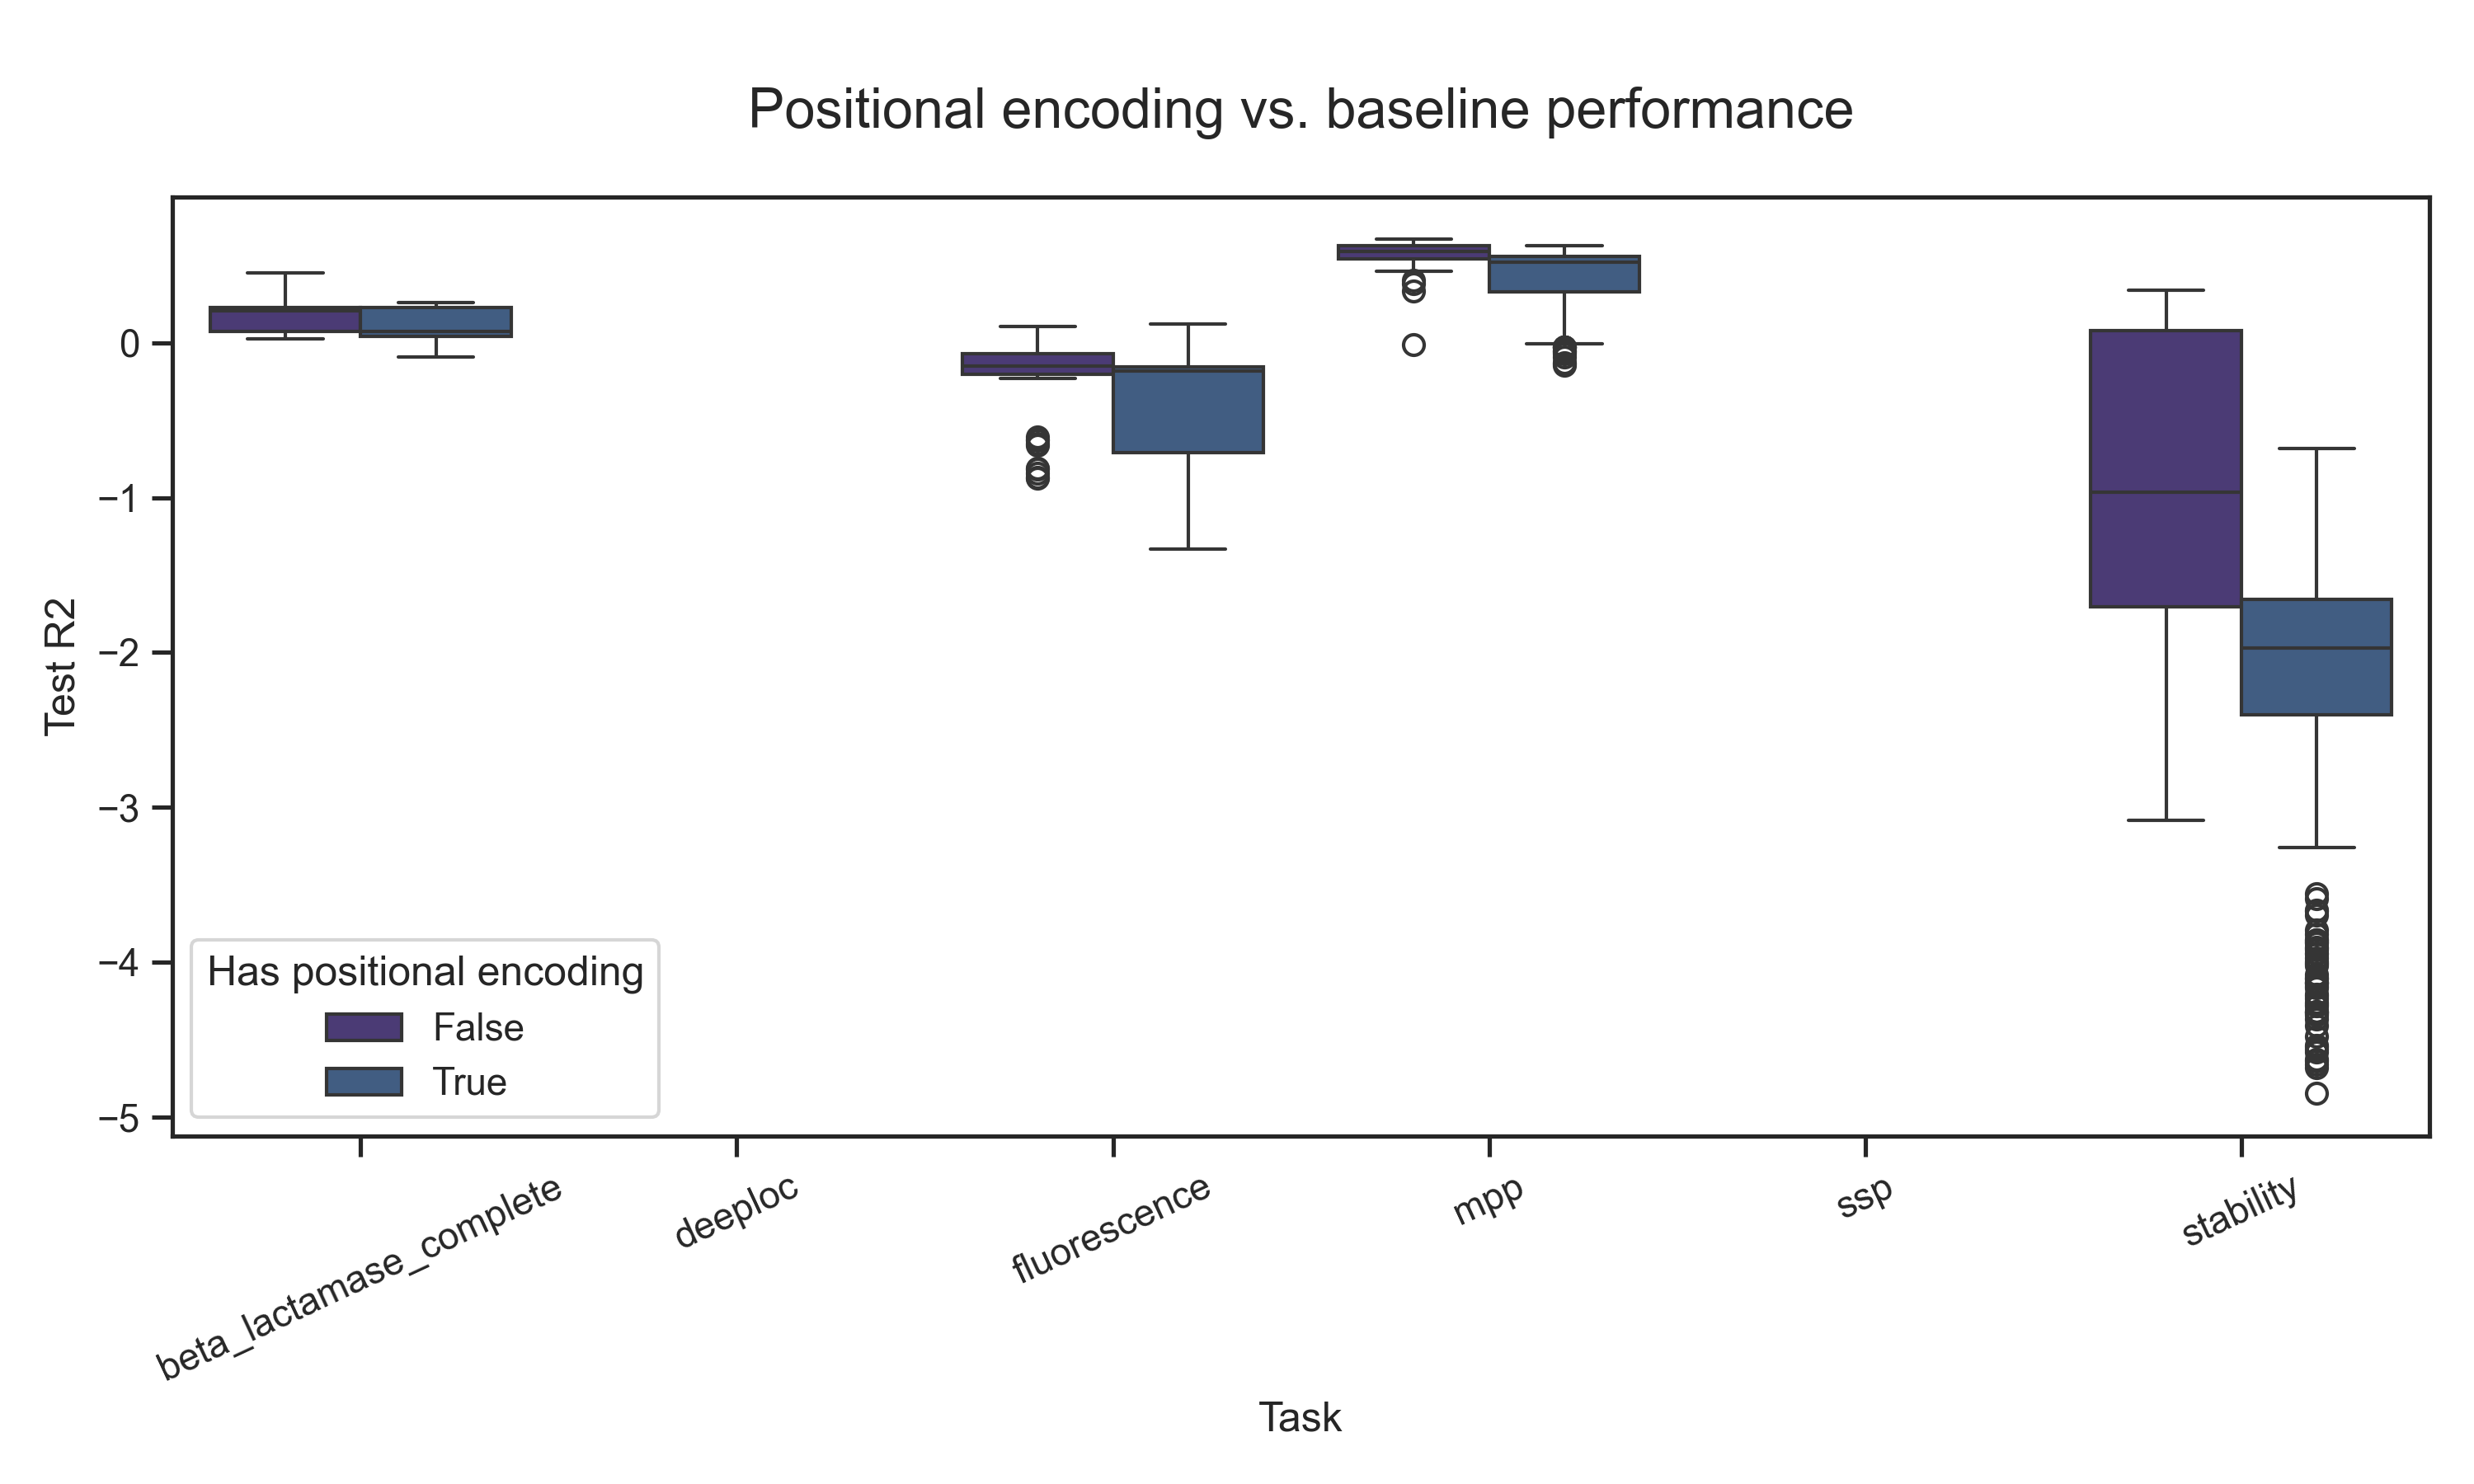 Positional encoding vs. baseline performance
Test R2
0
−1
−2
−3
−4
−5
Has positional encoding
False
True
beta_lactamase_complete
deeploc
fluorescence
mpp
ssp
stability
Task